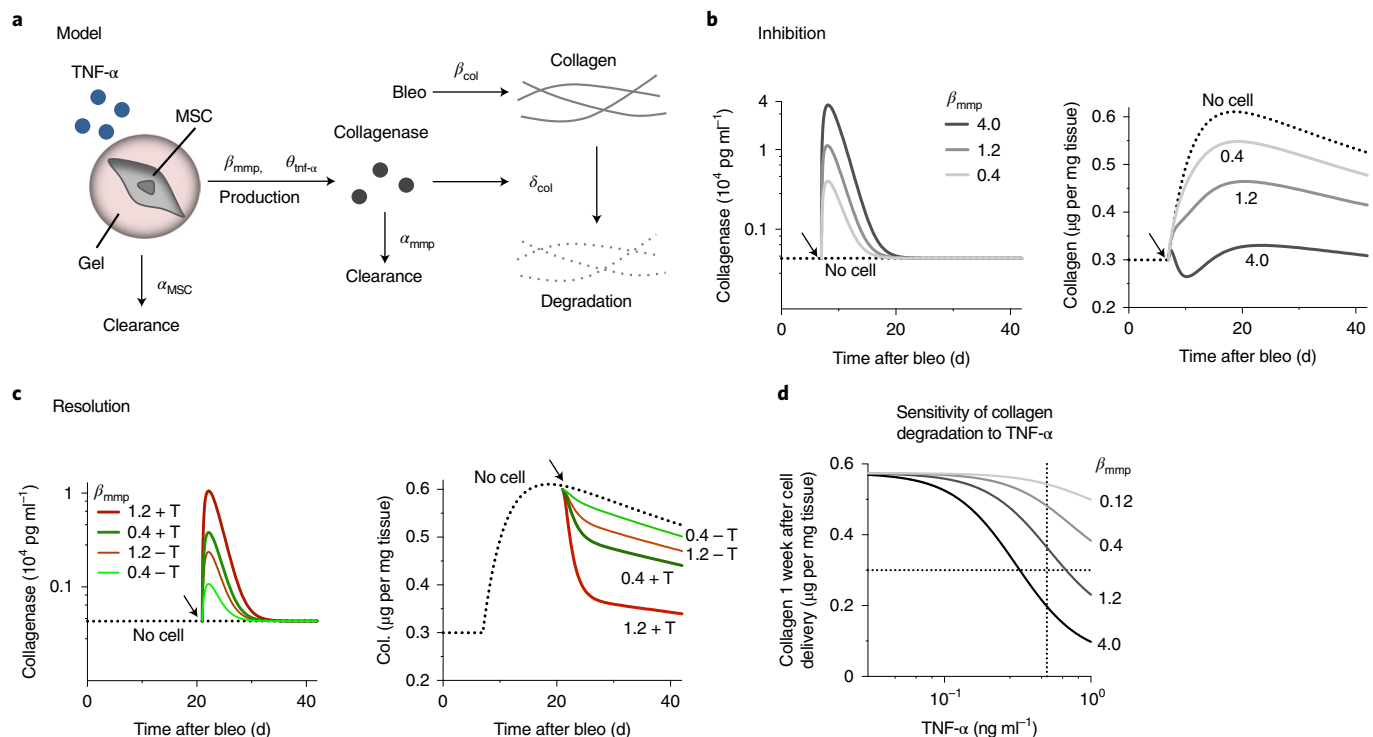 a
Model
TNF-α
MSC
Gel
β_mmp, θ_tnf-α
Production
α_MSC
Clearance
Bleo
β_col
Collagen
Collagenase
δ_col
α_mmp
Clearance
Degradation
b
Inhibition
Collagenase (10⁴ pg ml⁻¹)
4
1
0.1
β_mmp
4.0
1.2
0.4
No cell
0
20
40
Time after bleo (d)
Collagen (μg per mg tissue)
0.6
0.5
0.4
0.3
0.2
No cell
0.4
1.2
4.0
0
20
40
Time after bleo (d)
c
Resolution
Collagenase (10⁴ pg ml⁻¹)
1
0.1
β_mmp
1.2 + T
0.4 + T
1.2 – T
0.4 – T
No cell
0
20
40
Time after bleo (d)
Col. (μg per mg tissue)
0.6
0.5
0.4
0.3
0.2
No cell
0.4 – T
1.2 – T
0.4 + T
1.2 + T
0
20
40
Time after bleo (d)
d
Sensitivity of collagen
degradation to TNF-α
Collagen 1 week after cell
delivery (μg per mg tissue)
0.6
0.4
0.2
0
β_mmp
0.12
0.4
1.2
4.0
10⁻¹
10⁰
TNF-α (ng ml⁻¹)